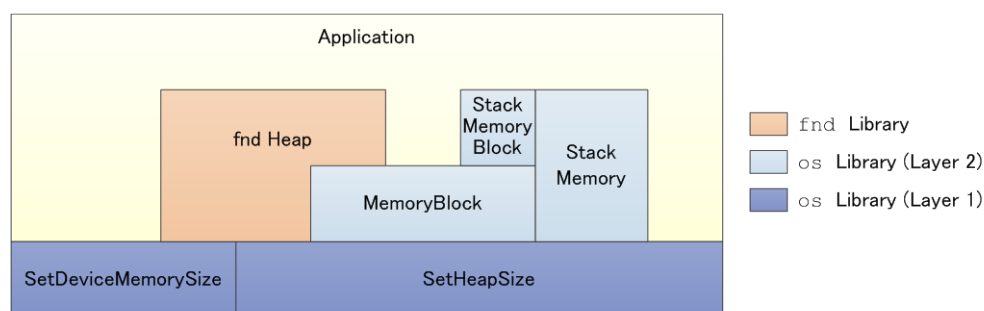 Application
fnd Heap
Stack
Memory
Block
Stack
Memory
MemoryBlock
SetDeviceMemorySize
SetHeapSize
fnd Library
os Library (Layer 2)
os Library (Layer 1)